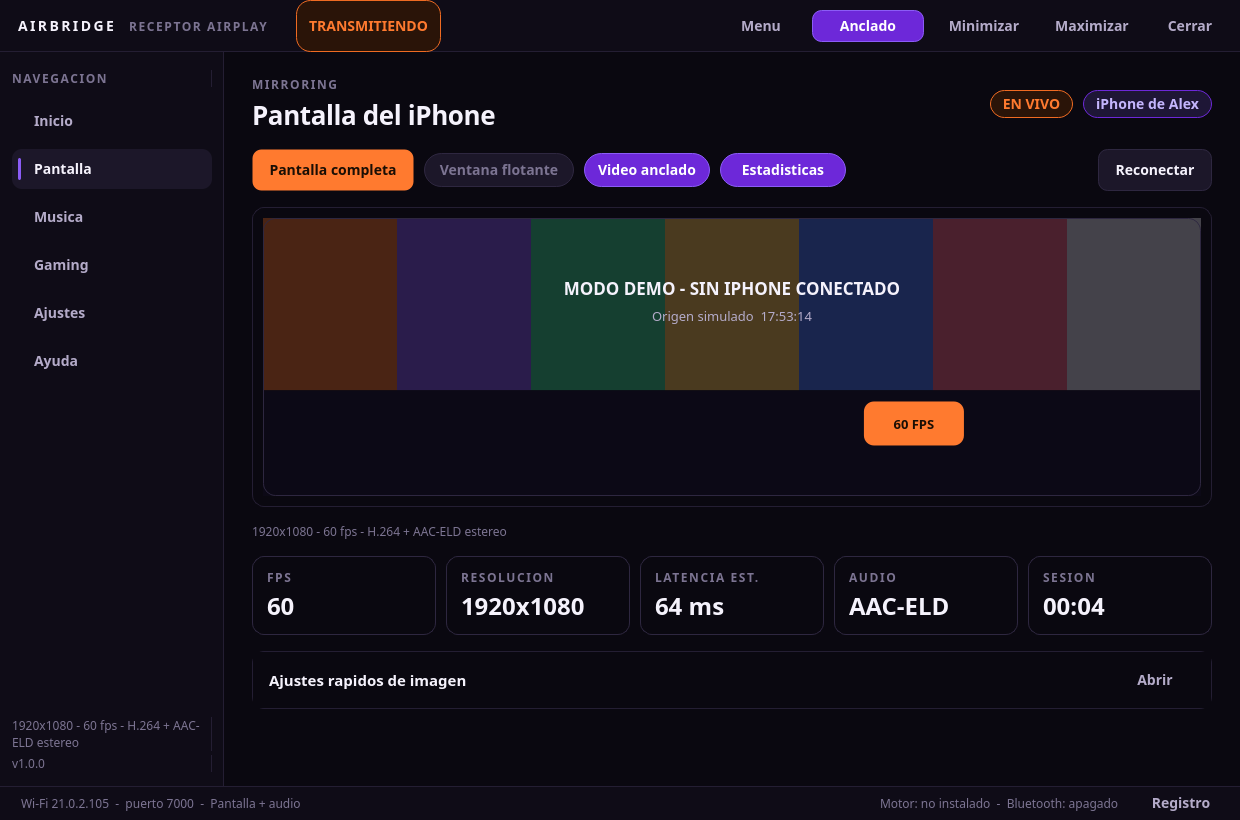 AIRBRIDGE RECEPTOR AIRPLAY TRANSMITIENDO Menu Anclado Minimizar Maximizar Cerrar
NAVEGACION
Inicio
Pantalla
Musica
Gaming
Ajustes
Ayuda
1920x1080 - 60 fps - H.264 + AAC-
ELD estereo
v1.0.0
MIRRORING
Pantalla del iPhone
EN VIVO iPhone de Alex
Pantalla completa Ventana flotante Video anclado Estadisticas Reconectar
MODO DEMO - SIN IPHONE CONECTADO
Origen simulado 17:53:14
60 FPS
1920x1080 - 60 fps - H.264 + AAC-ELD estereo
FPS RESOLUCION LATENCIA EST. AUDIO SESION
60 1920x1080 64 ms AAC-ELD 00:04
Ajustes rapidos de imagen Abrir
Wi-Fi 21.0.2.105 - puerto 7000 - Pantalla + audio Motor: no instalado - Bluetooth: apagado Registro